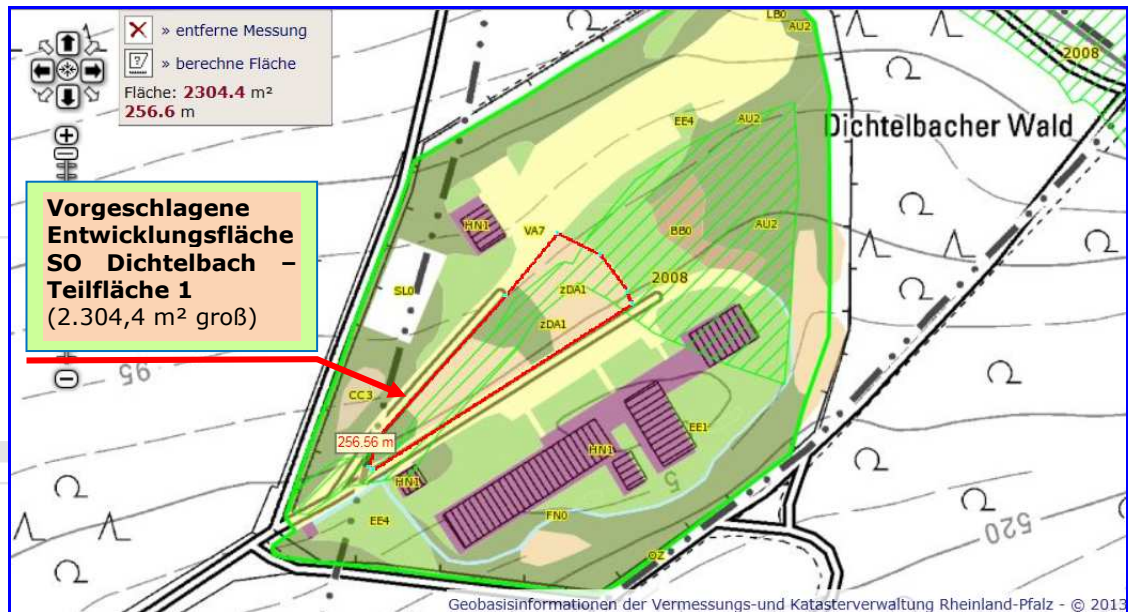 » entferne Messung
» berechne Fläche
Fläche: 2304.4 m²
256.6 m
Vorgeschlagene
Entwicklungsfläche
SO Dichtelbach –
Teilfläche 1
(2.304,4 m² groß)
LB0
AU2
2008
EE4
AU2
Dichtelbacher Wald
HN1
VA7
BB0
AU2
2008
zDA1
SL0
zDA1
595
CC3
256.56 m
HN1
EE1
HN1
5
EE4
FN0
520
OZ
Geobasisinformationen der Vermessungs-und Katasterverwaltung Rheinland-Pfalz - © 2013